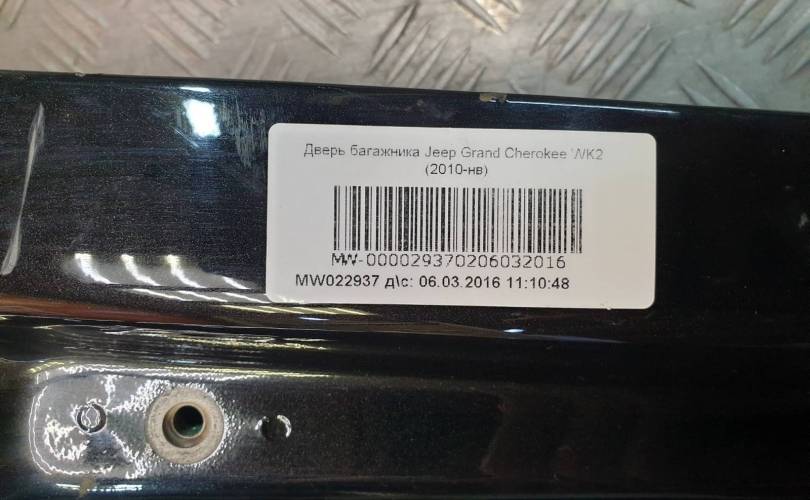 Дверь багажника Jeep Grand Cherokee WK2
(2010-нв)
MW-000029370206032016
MW022937 д\с: 06.03.2016 11:10:48